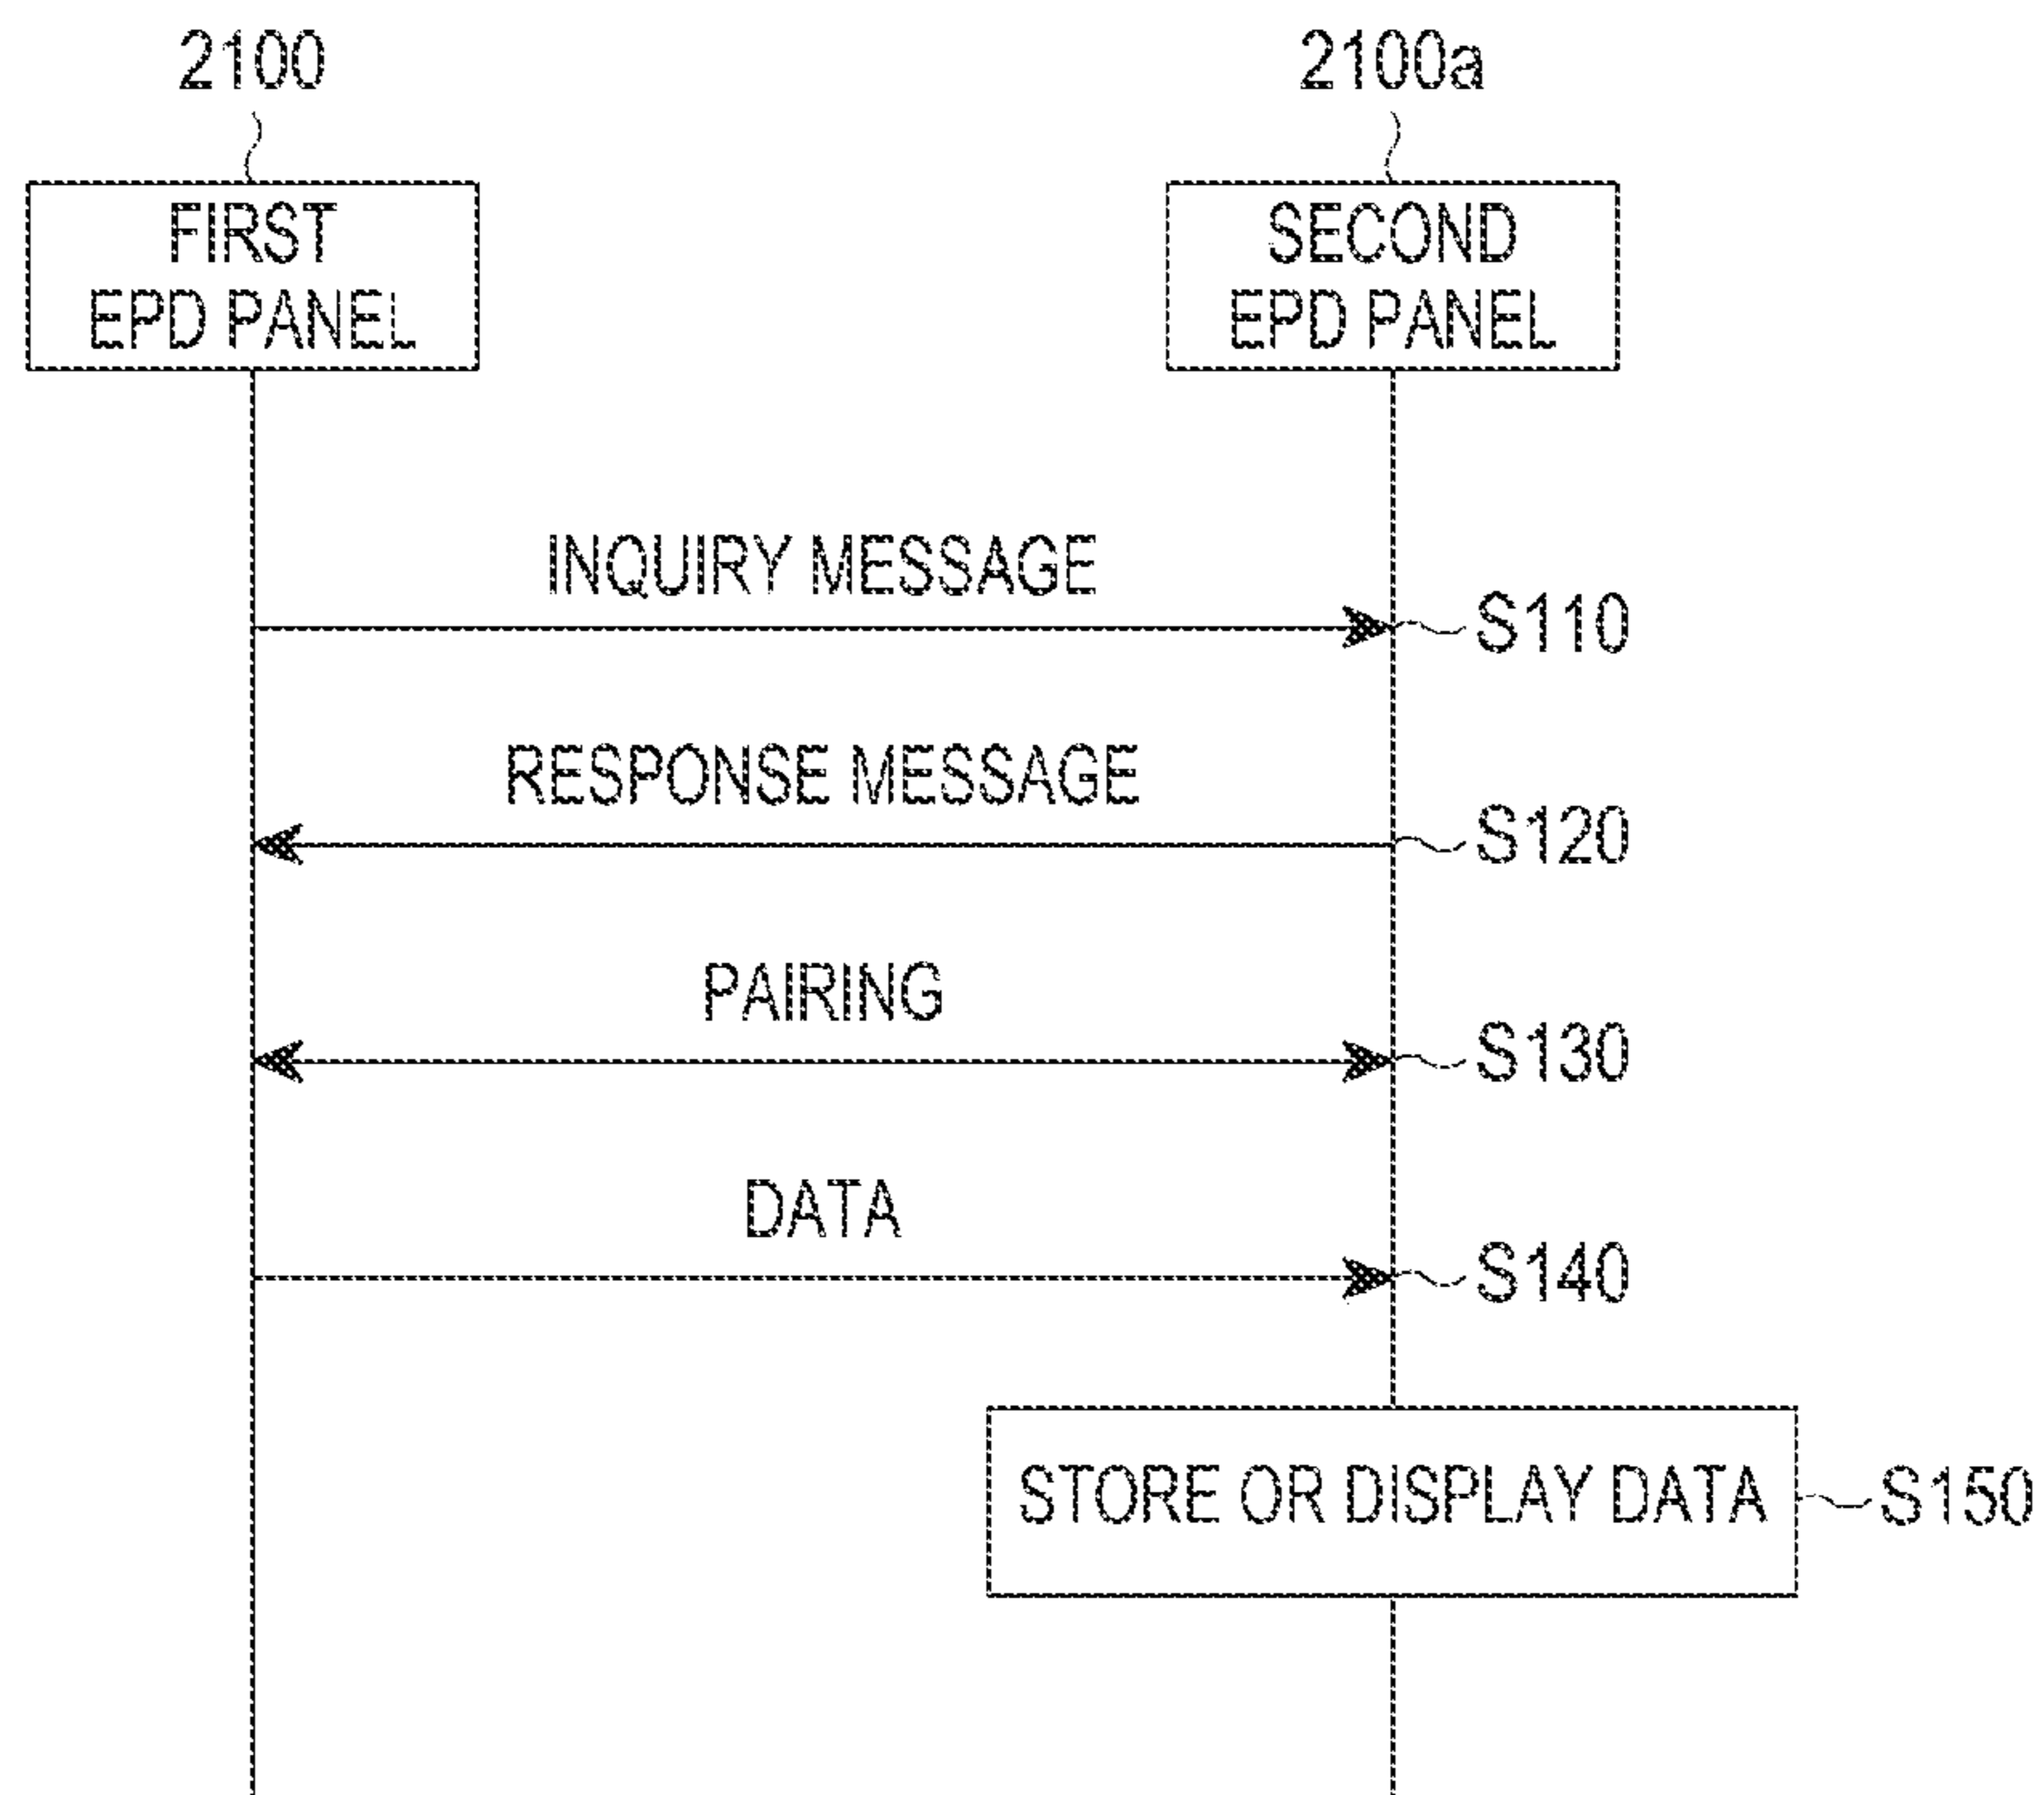 2100
2100a
FIRST
EPD PANEL
SECOND
EPD PANEL
INQUIRY MESSAGE
S110
RESPONSE MESSAGE
S120
PAIRING
S130
DATA
S140
STORE OR DISPLAY DATA
S150